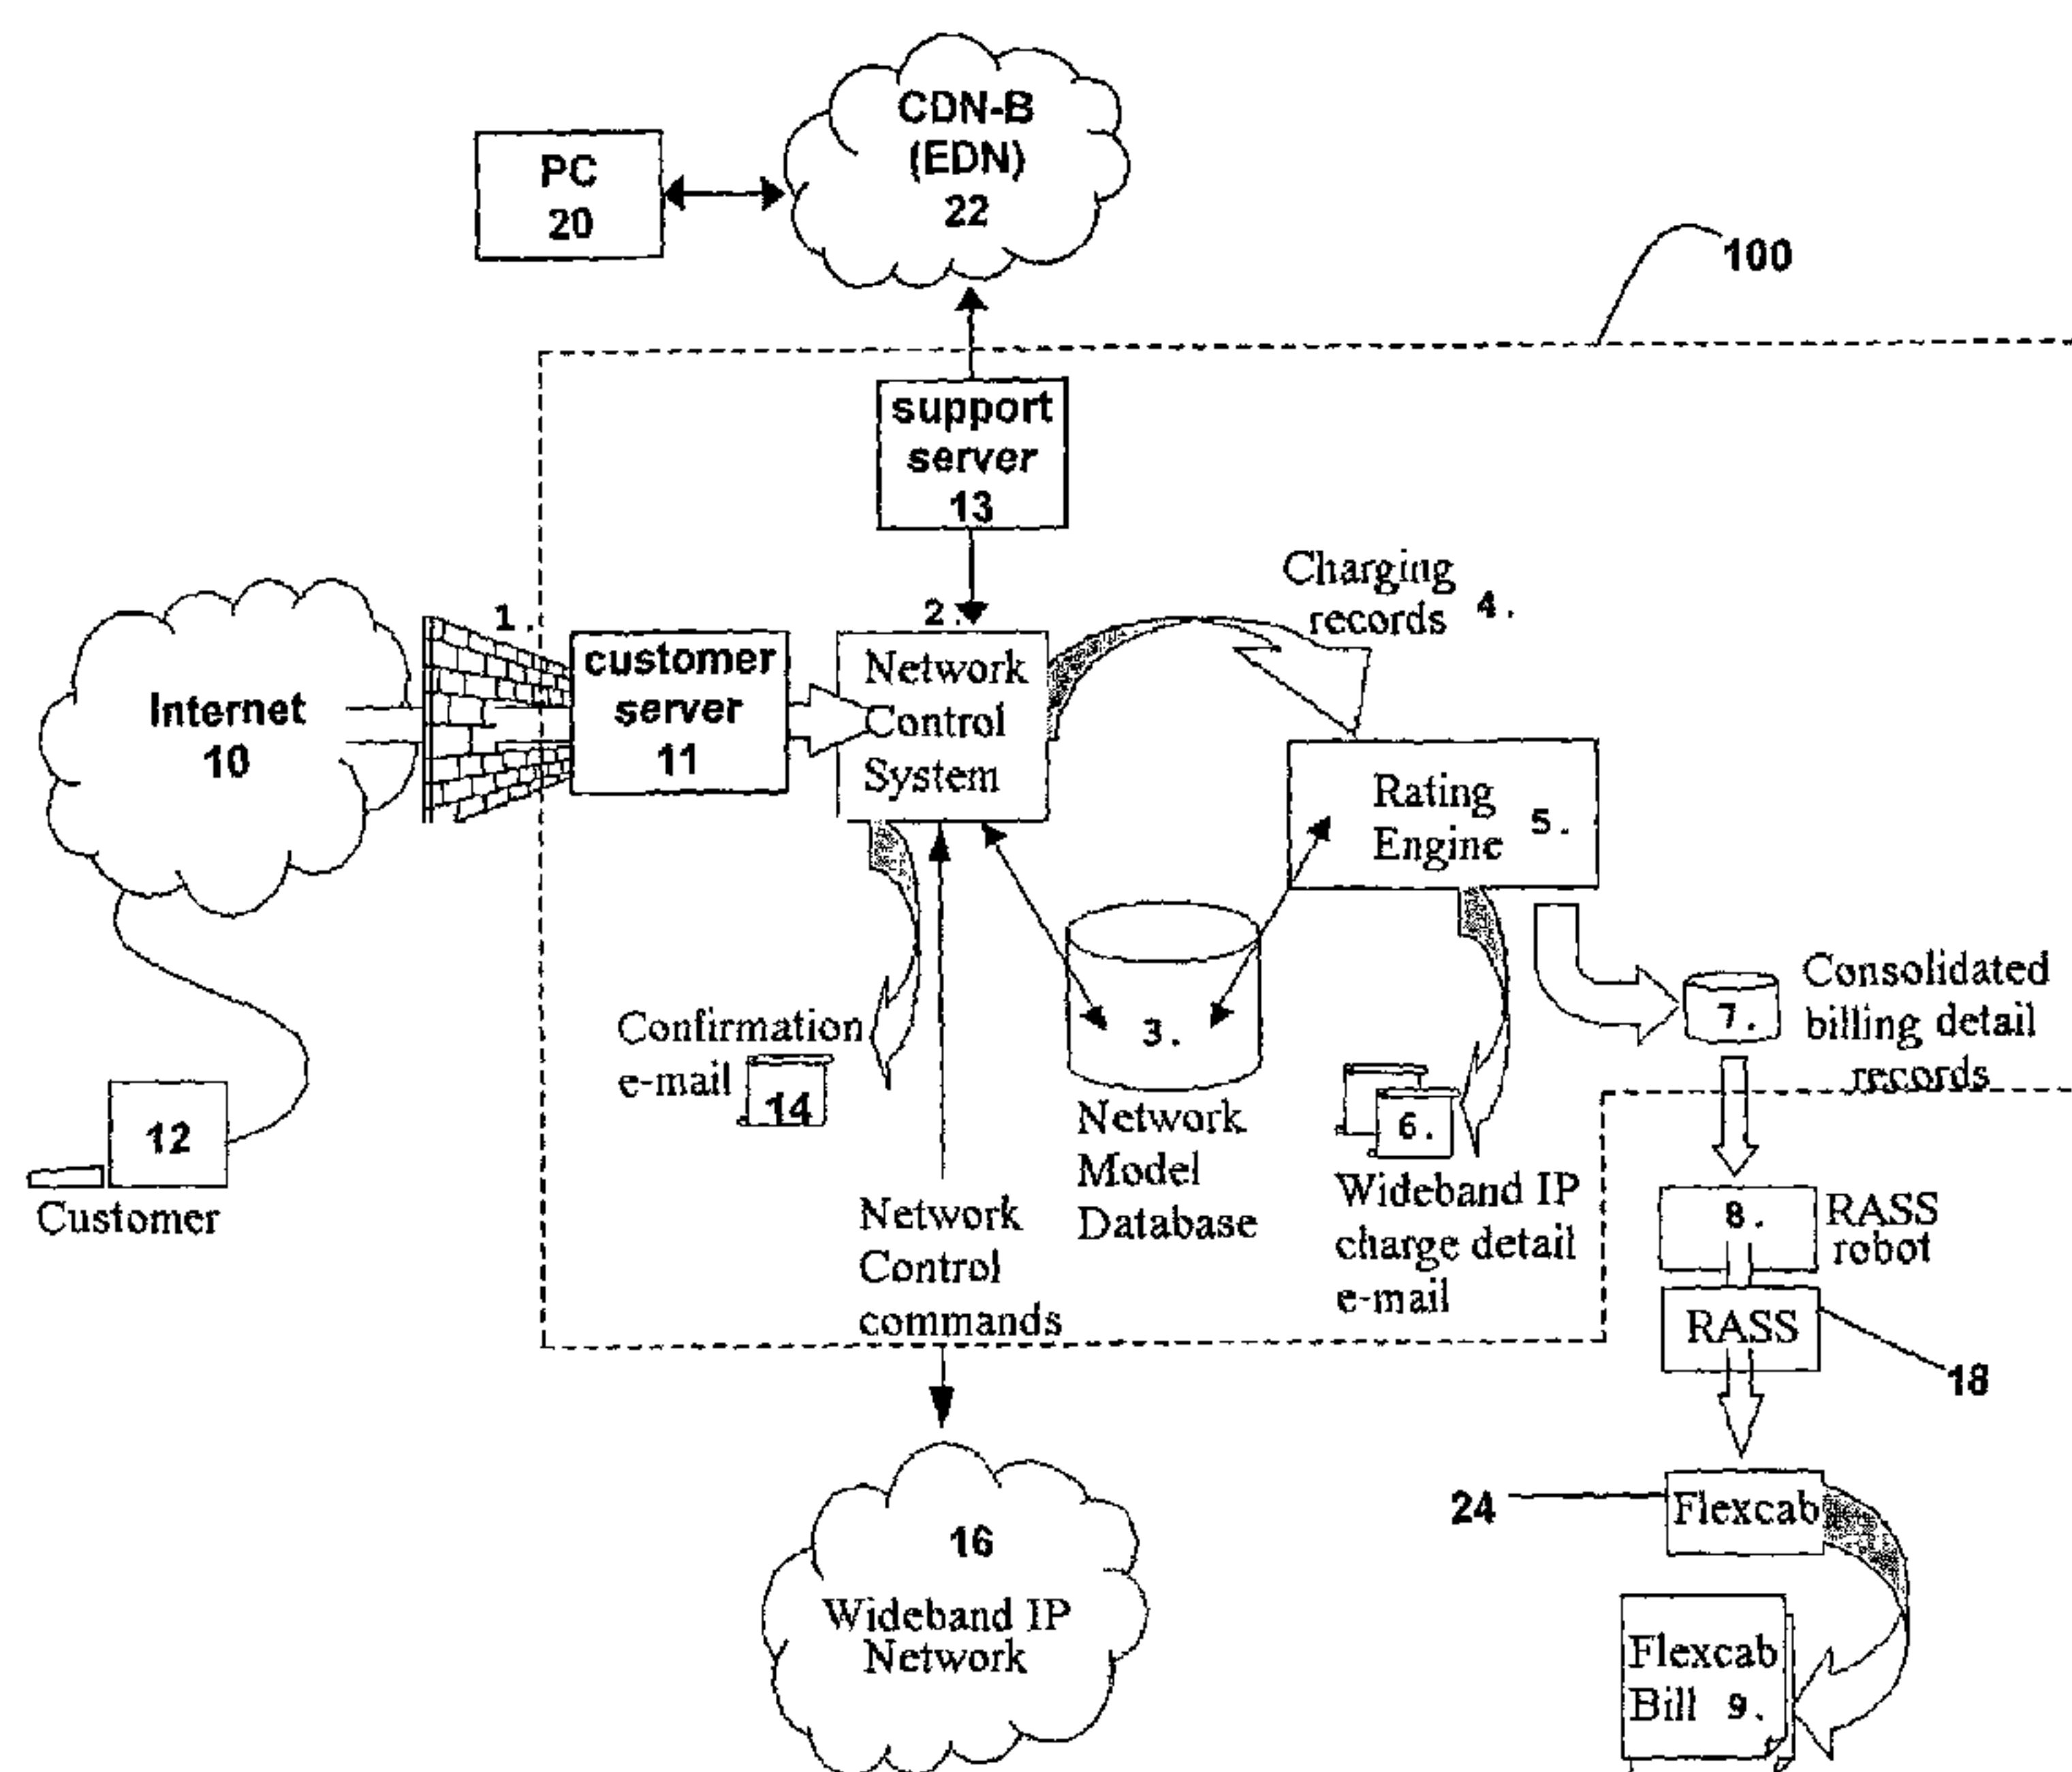 CDN-B
(EDN)
22
PC
20
100
support
server
13
Charging
records 4.
1.
2.
Internet
10
customer
server
11
Network
Control
System
Rating
Engine 5.
Consolidated
billing detail
records
7.
3.
Confirmation
e-mail
14
Network
Model
Database
6.
Wideband IP
charge detail
e-mail
12
Customer
Network
Control
commands
8.
RASS
robot
RASS
18
24
Flexcab
16
Wideband IP
Network
Flexcab
Bill 9.